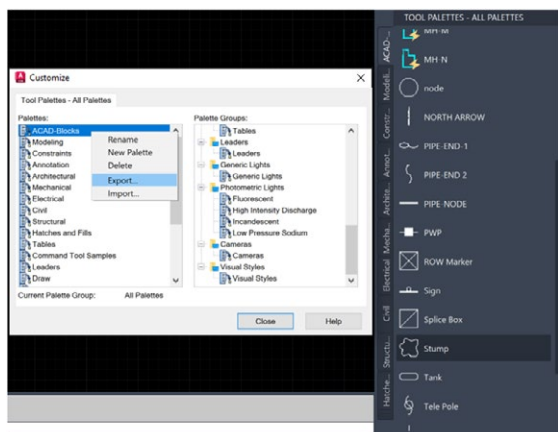 TOOL PALETTES - ALL PALETTES
MH-M
MH-N
node
NORTH ARROW
PIPE-END-1
PIPE-END 2
PIPE-NODE
PWP
ROW Marker
Sign
Splice Box
Stump
Tank
Tele Pole
ACAD-...
Modeli...
Constr...
Annot...
Archite...
Mecha...
Electrical
Civil
Structu...
Hatche...
Customize
Tool Palettes - All Palettes
Palettes:
ACAD-Blocks
Modeling
Constraints
Annotation
Architectural
Mechanical
Electrical
Civil
Structural
Hatches and Fills
Tables
Command Tool Samples
Leaders
Draw
Rename
New Palette
Delete
Export...
Import...
Palette Groups:
Tables
Leaders
Leaders
Generic Lights
Generic Lights
Photometric Lights
Fluorescent
High Intensity Discharge
Incandescent
Low Pressure Sodium
Cameras
Cameras
Visual Styles
Visual Styles
Current Palette Group: All Palettes
Close
Help